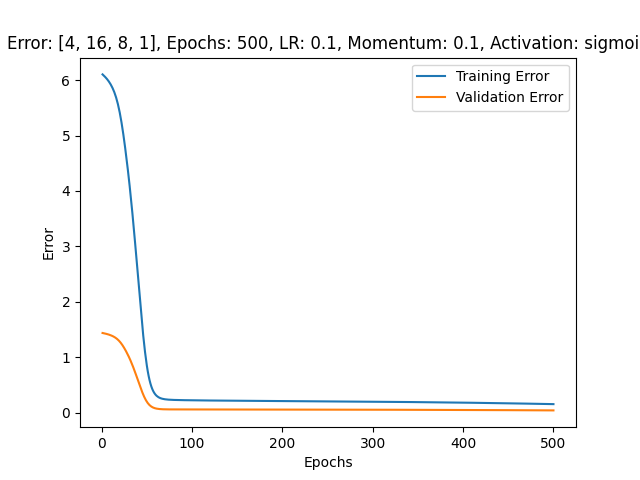 Error: [4, 16, 8, 1], Epochs: 500, LR: 0.1, Momentum: 0.1, Activation: sigmoi
Training Error
Validation Error
6
5
4
3
2
1
0
Error
0 100 200 300 400 500
Epochs